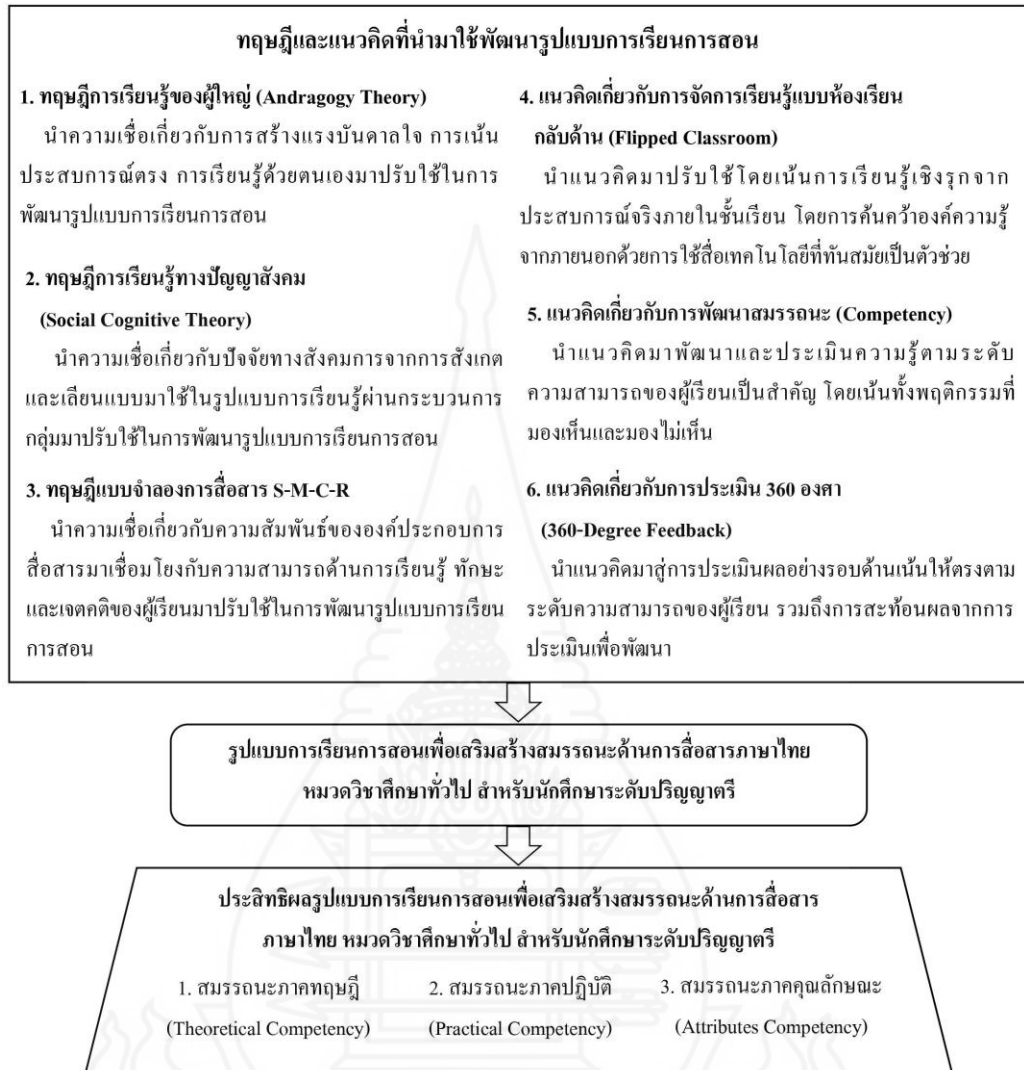 ทฤษฎีและแนวคิดที่นำมาใช้พัฒนารูปแบบการเรียนการสอน
1. ทฤษฎีการเรียนรู้ของผู้ใหญ่ (Andragogy Theory)
นำความเชื่อเกี่ยวกับการสร้างแรงบันดาลใจ การเน้น
ประสบการณ์ตรง การเรียนรู้ด้วยตนเองมาปรับใช้ในการ
พัฒนารูปแบบการเรียนการสอน
2. ทฤษฎีการเรียนรู้ทางปัญญาสังคม
(Social Cognitive Theory)
นำความเชื่อเกี่ยวกับปัจจัยทางสังคมการจากการสังเกต
และเลียนแบบมาใช้ในรูปแบบการเรียนรู้ผ่านกระบวนการ
กลุ่มมาปรับใช้ในการพัฒนารูปแบบการเรียนการสอน
3. ทฤษฎีแบบจำลองการสื่อสาร S-M-C-R
นำความเชื่อเกี่ยวกับความสัมพันธ์ขององค์ประกอบการ
สื่อสารมาเชื่อมโยงกับความสามารถด้านการเรียนรู้ ทักษะ
และเจตคติของผู้เรียนมาปรับใช้ในการพัฒนารูปแบบการเรียน
การสอน
4. แนวคิดเกี่ยวกับการจัดการเรียนรู้แบบห้องเรียน
กลับด้าน (Flipped Classroom)
นำแนวคิดมาปรับใช้โดยเน้นการเรียนรู้เชิงรุกจาก
ประสบการณ์จริงภายในชั้นเรียน โดยการค้นคว้าองค์ความรู้
จากภายนอกด้วยการใช้สื่อเทคโนโลยีที่ทันสมัยเป็นตัวช่วย
5. แนวคิดเกี่ยวกับการพัฒนาสมรรถนะ (Competency)
นำแนวคิดมาพัฒนาและประเมินความรู้ตามระดับ
ความสามารถของผู้เรียนเป็นสำคัญ โดยเน้นทั้งพฤติกรรมที่
มองเห็นและมองไม่เห็น
6. แนวคิดเกี่ยวกับการประเมิน 360 องศา
(360-Degree Feedback)
นำแนวคิดมาสู่การประเมินผลอย่างรอบด้านเน้นให้ตรงตาม
ระดับความสามารถของผู้เรียน รวมถึงการสะท้อนผลจากการ
ประเมินเพื่อพัฒนา
รูปแบบการเรียนการสอนเพื่อเสริมสร้างสมรรถนะด้านการสื่อสารภาษาไทย
หมวดวิชาศึกษาทั่วไป สำหรับนักศึกษาระดับปริญญาตรี
ประสิทธิผลรูปแบบการเรียนการสอนเพื่อเสริมสร้างสมรรถนะด้านการสื่อสาร
ภาษาไทย หมวดวิชาศึกษาทั่วไป สำหรับนักศึกษาระดับปริญญาตรี
1. สมรรถนะภาคทฤษฎี 2. สมรรถนะภาคปฏิบัติ 3. สมรรถนะภาคคุณลักษณะ
(Theoretical Competency) (Practical Competency) (Attributes Competency)